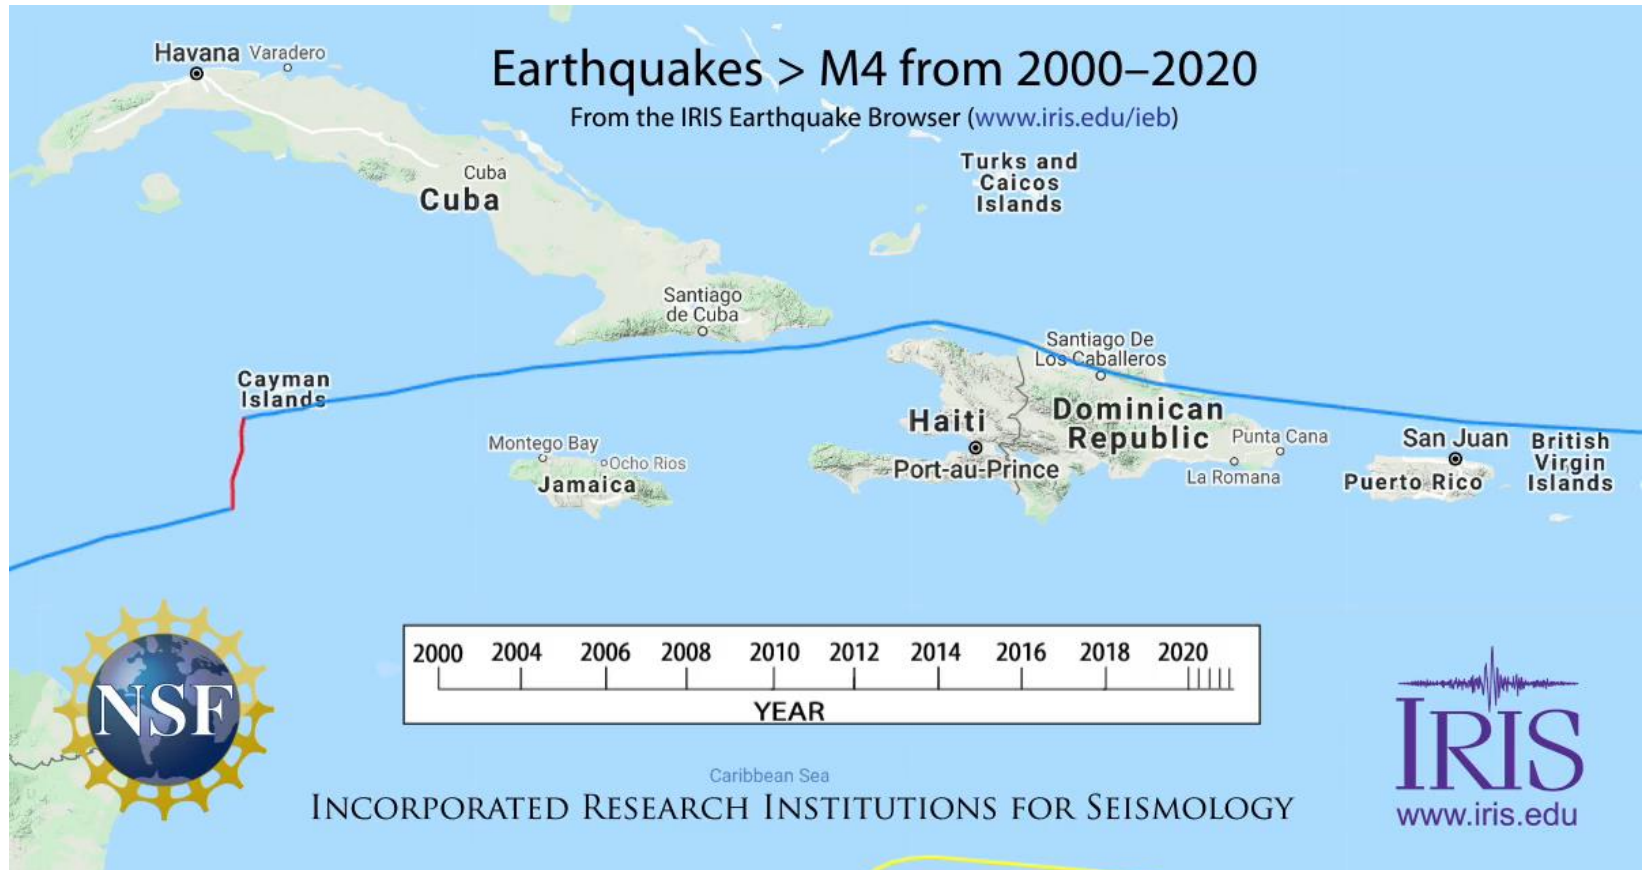 Havana
Varadero
Earthquakes > M4 from 2000–2020
From the IRIS Earthquake Browser (www.iris.edu/ieb)
Turks and
Caicos
Islands
Cuba
Cuba
Santiago
de Cuba
Santiago De
Los Caballeros
Cayman
Islands
Haiti
Dominican
Republic
Punta Cana
San Juan
British
Virgin
Islands
Montego Bay
Ocho Rios
Jamaica
Port-au-Prince
La Romana
Puerto Rico
2000 2004 2006 2008 2010 2012 2014 2016 2018 2020
YEAR
NSF
Caribbean Sea
INCORPORATED RESEARCH INSTITUTIONS FOR SEISMOLOGY
IRIS
www.iris.edu